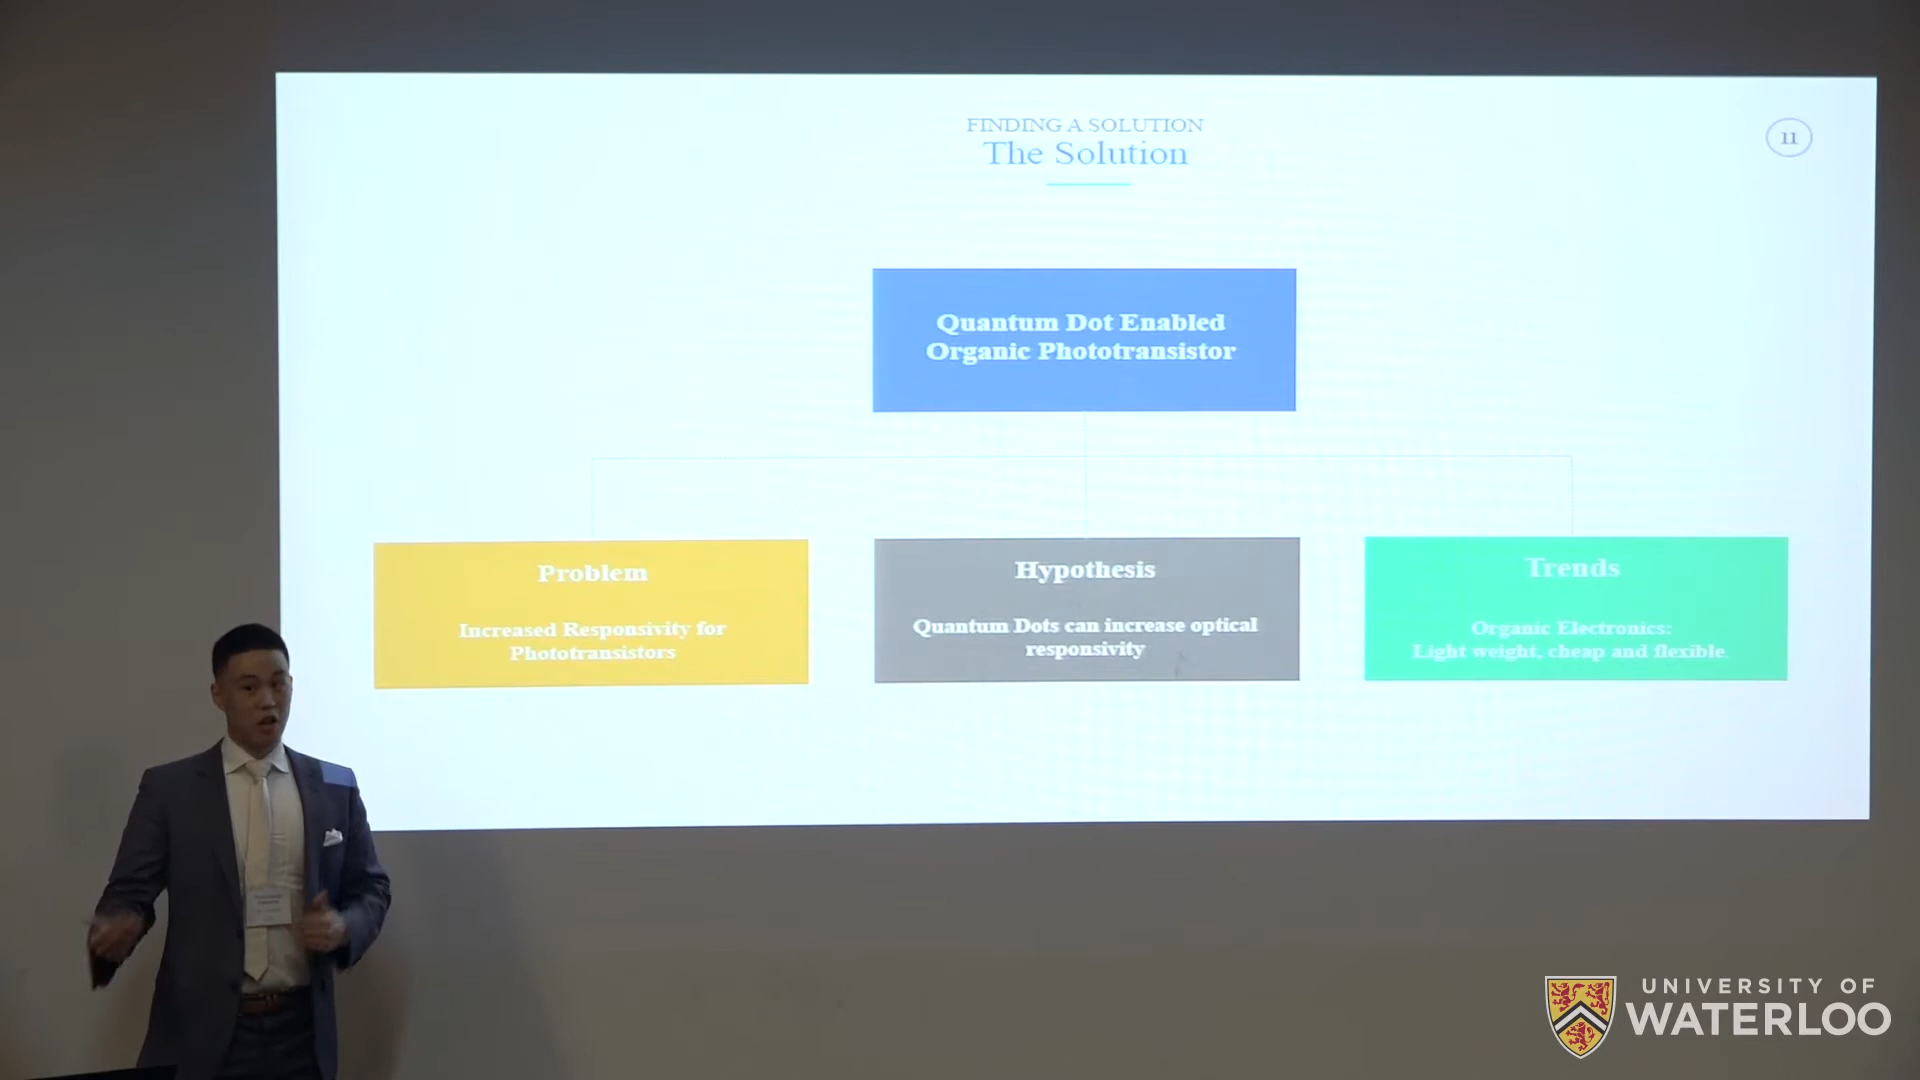 FINDING A SOLUTION
The Solution
11
Quantum Dot Enabled
Organic Phototransistor
Problem
Increased Responsivity for
Phototransistors
Hypothesis
Quantum Dots can increase optical
responsivity
Trends
Organic Electronics:
Light weight, cheap and flexible.
UNIVERSITY OF
WATERLOO